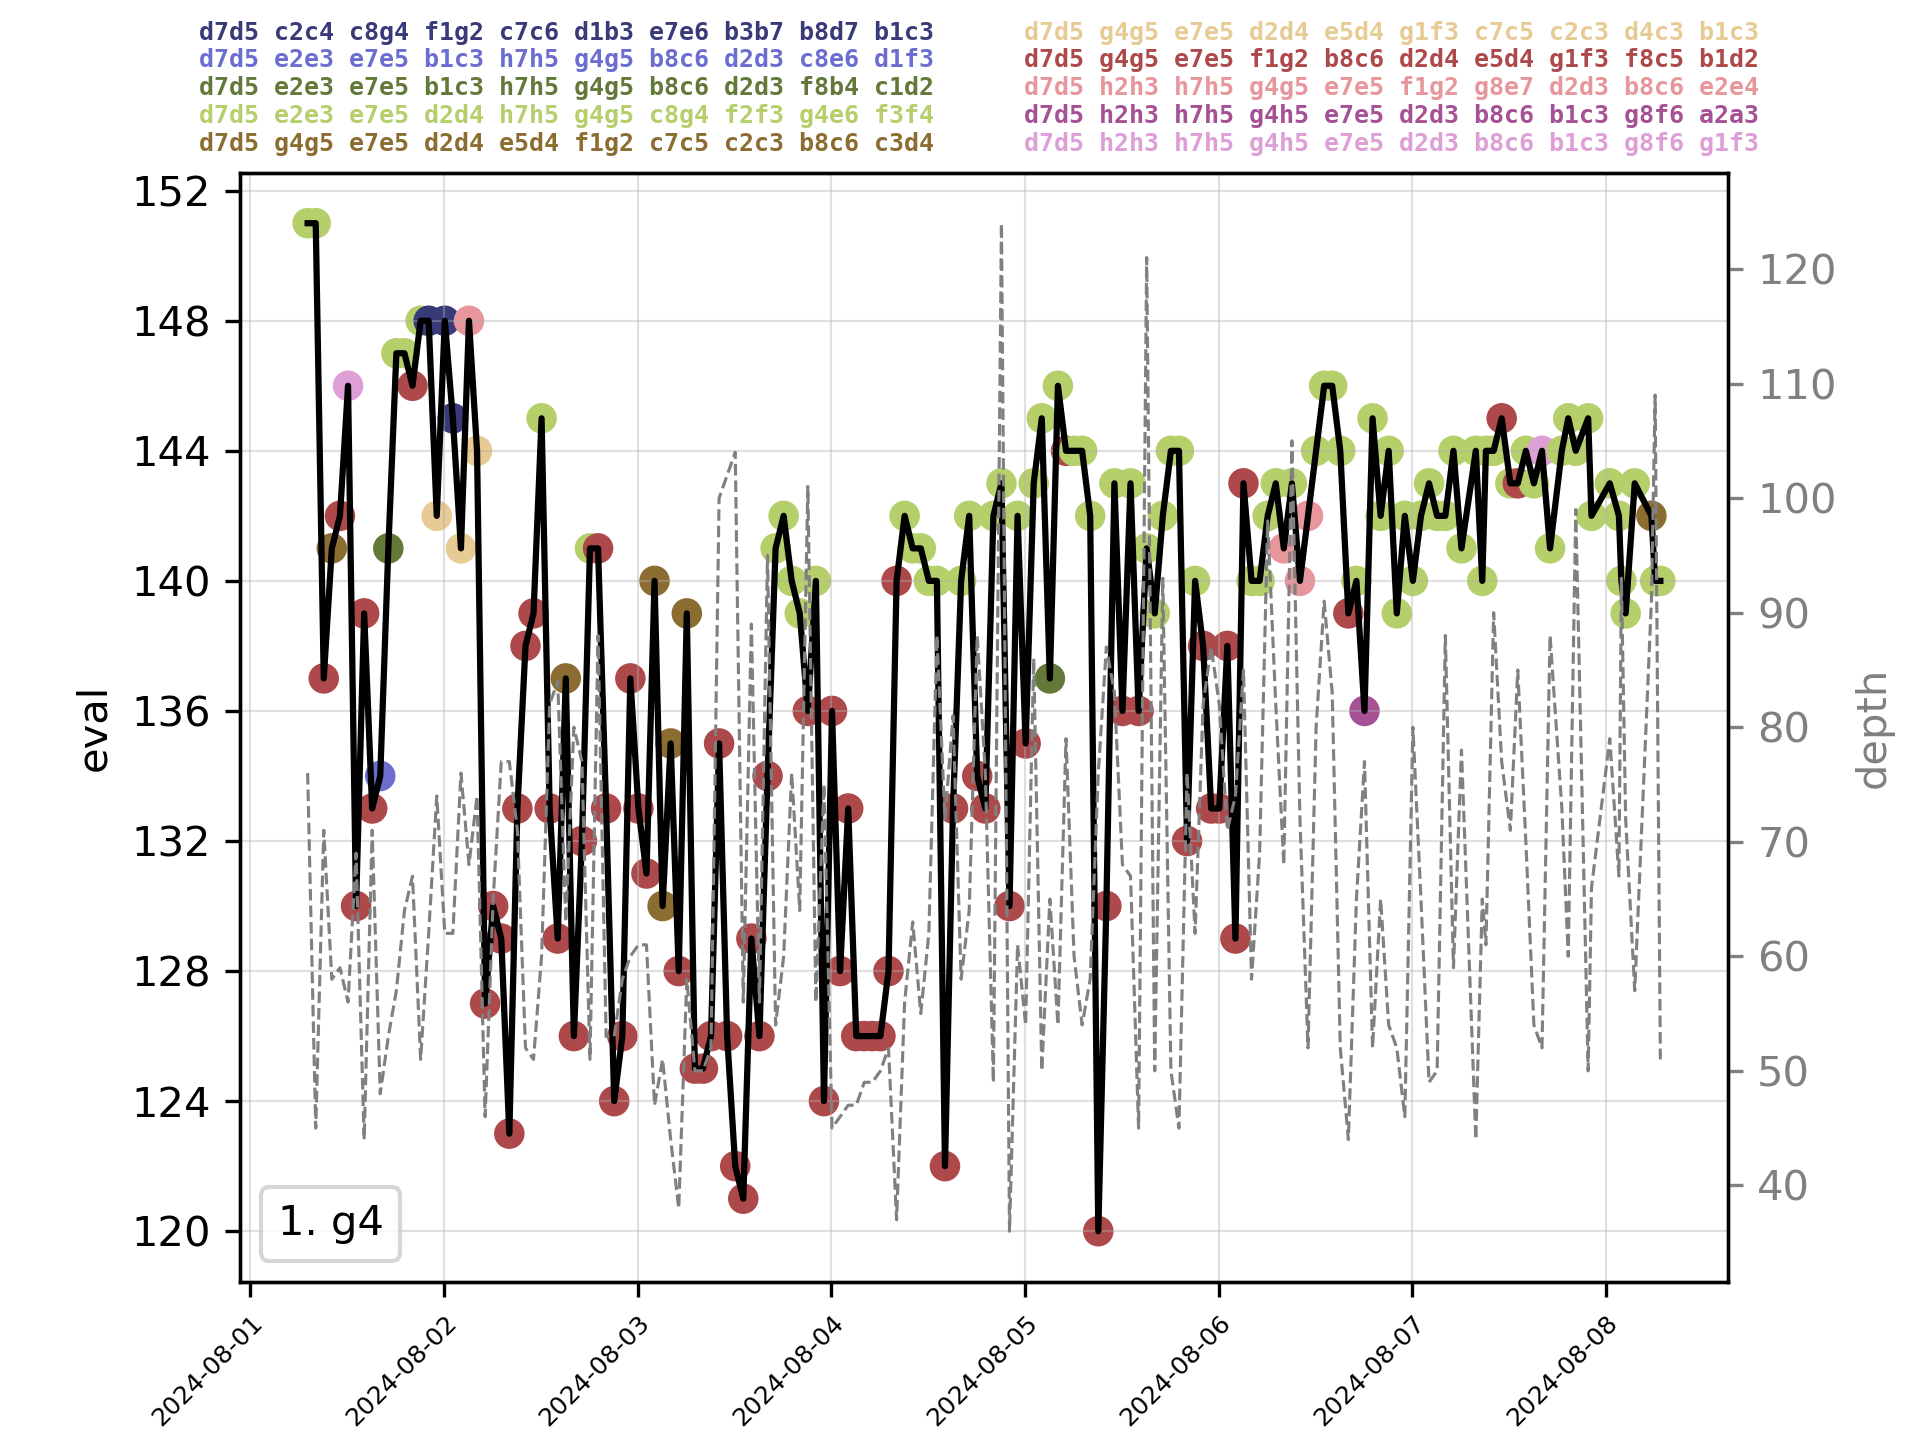 d7d5 c2c4 c8g4 f1g2 c7c6 d1b3 e7e6 b3b7 b8d7 b1c3
d7d5 e2e3 e7e5 b1c3 h7h5 g4g5 b8c6 d2d3 c8e6 d1f3
d7d5 e2e3 e7e5 b1c3 h7h5 g4g5 b8c6 d2d3 f8b4 c1d2
d7d5 e2e3 e7e5 d2d4 h7h5 g4g5 c8g4 f2f3 g4e6 f3f4
d7d5 g4g5 e7e5 d2d4 e5d4 f1g2 c7c5 c2c3 b8c6 c3d4
d7d5 g4g5 e7e5 d2d4 e5d4 g1f3 c7c5 c2c3 d4c3 b1c3
d7d5 g4g5 e7e5 f1g2 b8c6 d2d4 e5d4 g1f3 f8c5 b1d2
d7d5 h2h3 h7h5 g4g5 e7e5 f1g2 g8e7 d2d3 b8c6 e2e4
d7d5 h2h3 h7h5 g4h5 e7e5 d2d3 b8c6 b1c3 g8f6 a2a3
d7d5 h2h3 h7h5 g4h5 e7e5 d2d3 b8c6 b1c3 g8f6 g1f3
152
148
144
140
136
132
128
124
120
eval
120
110
100
90
80
70
60
50
40
depth
1. g4
2024-08-01
2024-08-02
2024-08-03
2024-08-04
2024-08-05
2024-08-06
2024-08-07
2024-08-08